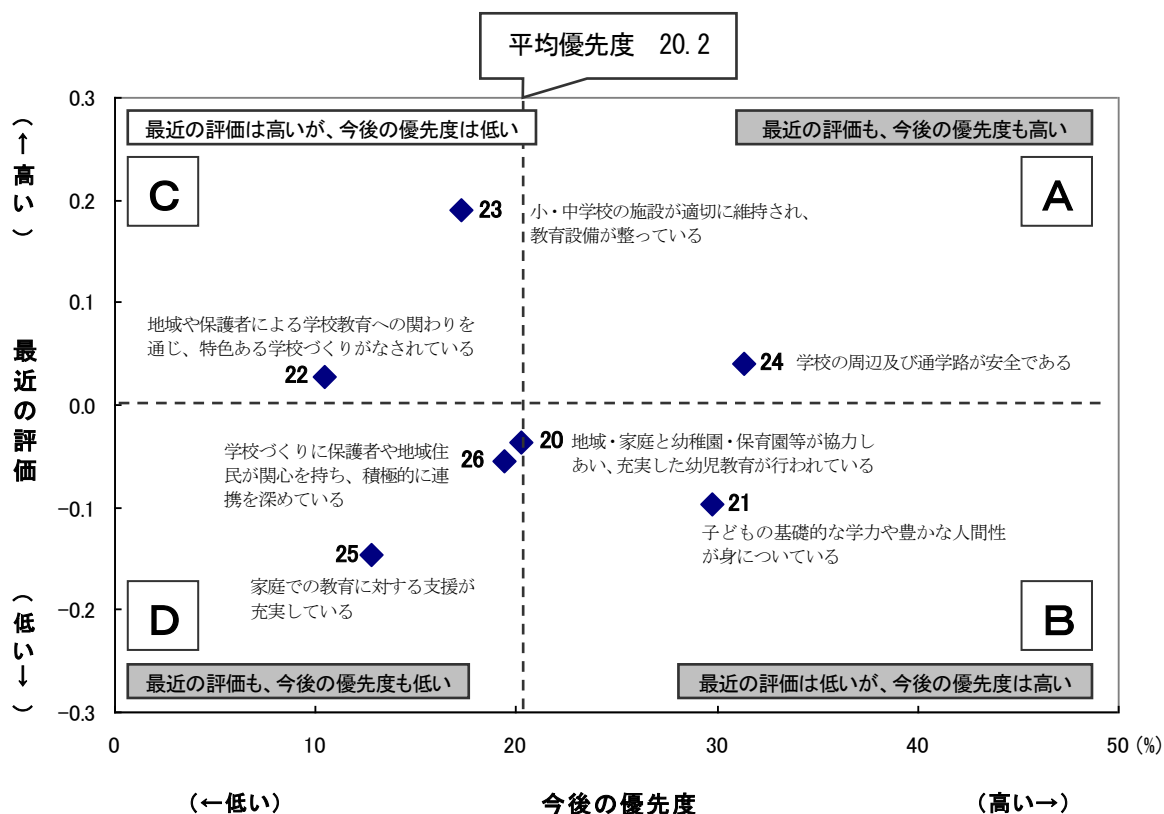 平均優先度 20.2
0.3
0.2
0.1
0.0
-0.1
-0.2
-0.3
(↑高い)
最近の評価
(低い↓)
最近の評価は高いが、今後の優先度は低い
最近の評価も、今後の優先度も高い
C
A
23
小・中学校の施設が適切に維持され、
教育設備が整っている
地域や保護者による学校教育への関わりを
通じ、特色ある学校づくりがなされている
22
24 学校の周辺及び通学路が安全である
学校づくりに保護者や地域住
民が関心を持ち、積極的に連
携を深めている
26
20 地域・家庭と幼稚園・保育園等が協力し
あい、充実した幼児教育が行われている
21
子どもの基礎的な学力や豊かな人間性
が身についている
25
家庭での教育に対する支援が
充実している
D
B
最近の評価も、今後の優先度も低い
最近の評価は低いが、今後の優先度は高い
0 10 20 30 40 50 (%)
(←低い) 今後の優先度 (高い→)